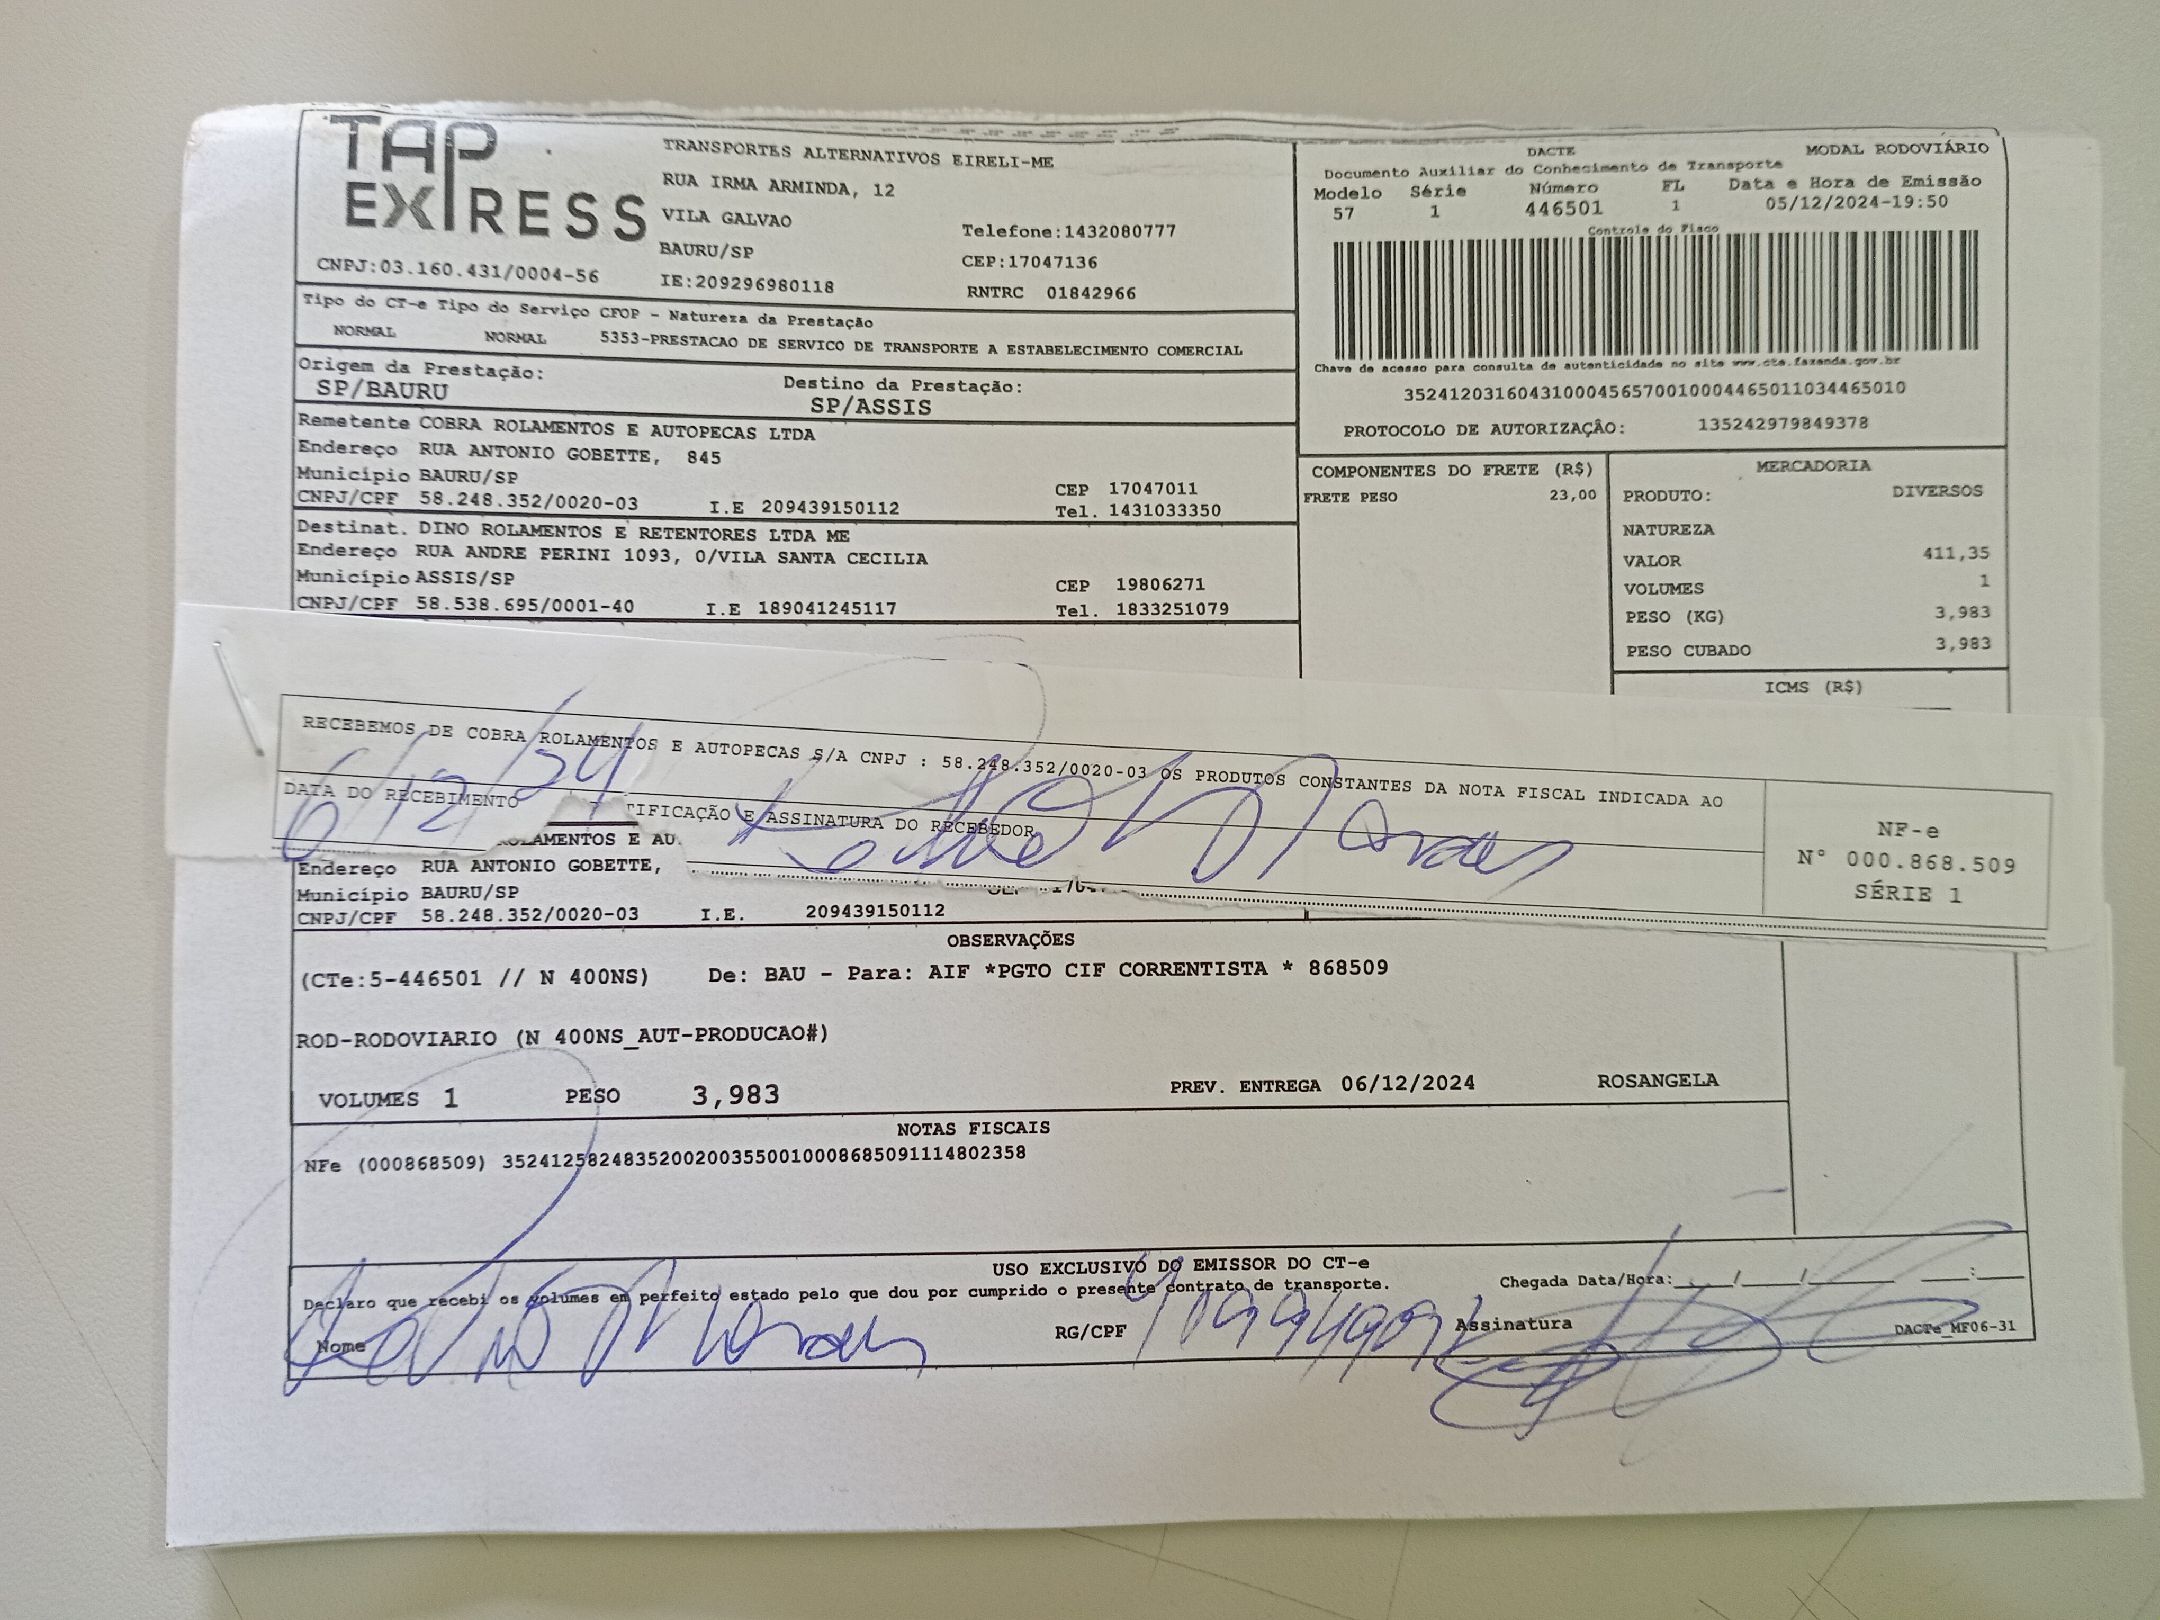 TAP EXPRESS
TRANSPORTES ALTERNATIVOS EIRELI-ME
RUA IRMA ARMINDA, 12
VILA GALVAO
BAURU/SP
Telefone:1432080777
CEP:17047136
CNPJ:03.160.431/0004-56
IE:209296980118
RNTRC 01842966
DACTE
MODAL RODOVIÁRIO
Documento Auxiliar do Conhecimento de Transporte
Modelo Série Número FL Data e Hora de Emissão
57 1 446501 1 05/12/2024-19:50
Controle do Fisco
Chave de acesso para consulta de autenticidade no site www.cte.fazenda.gov.br
35241203160431000456570010004465011034465010
PROTOCOLO DE AUTORIZAÇÂO: 135242979849378
Tipo do CT-e Tipo do Serviço CFOP - Natureza da Prestação
NORMAL NORMAL 5353-PRESTACAO DE SERVICO DE TRANSPORTE A ESTABELECIMENTO COMERCIAL
Origem da Prestação: Destino da Prestação:
SP/BAURU SP/ASSIS
Remetente COBRA ROLAMENTOS E AUTOPECAS LTDA
Endereço RUA ANTONIO GOBETTE, 845
Município BAURU/SP CEP 17047011
CNPJ/CPF 58.248.352/0020-03 I.E 209439150112 Tel. 1431033350
Destinat. DINO ROLAMENTOS E RETENTORES LTDA ME
Endereço RUA ANDRE PERINI 1093, 0/VILA SANTA CECILIA
Município ASSIS/SP CEP 19806271
CNPJ/CPF 58.538.695/0001-40 I.E 189041245117 Tel. 1833251079
COMPONENTES DO FRETE (R$)
FRETE PESO 23,00
MERCADORIA
PRODUTO: DIVERSOS
NATUREZA
VALOR 411,35
VOLUMES 1
PESO (KG) 3,983
PESO CUBADO 3,983
ICMS (R$)
RECEBEMOS DE COBRA ROLAMENTOS E AUTOPECAS S/A CNPJ : 58.248.352/0020-03 OS PRODUTOS CONSTANTES DA NOTA FISCAL INDICADA AO
DATA DO RECEBIMENTO TIFICAÇÃO E ASSINATURA DO RECEBEDOR
6/12/24
NF-e
N° 000.868.509
SÉRIE 1
ROLAMENTOS E AU
Endereço RUA ANTONIO GOBETTE,
Município BAURU/SP
CNPJ/CPF 58.248.352/0020-03 I.E. 209439150112
OBSERVAÇÕES
(CTe:5-446501 // N 400NS) De: BAU - Para: AIF *PGTO CIF CORRENTISTA * 868509
ROD-RODOVIARIO (N 400NS_AUT-PRODUCAO#)
VOLUMES 1 PESO 3,983 PREV. ENTREGA 06/12/2024 ROSANGELA
NOTAS FISCAIS
NFe (000868509) 35241258248352002003550010008685091114802358
USO EXCLUSIVO DO EMISSOR DO CT-e
Declaro que recebi os volumes em perfeito estado pelo que dou por cumprido o presente contrato de transporte.
Chegada Data/Hora:___/___/___ __:__
Nome RG/CPF Assinatura
DACTe MF06-31